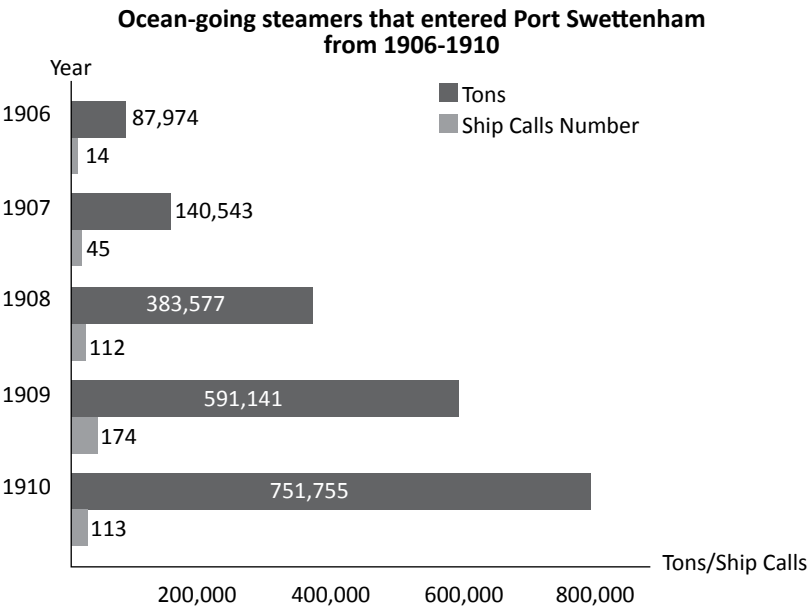 Ocean-going steamers that entered Port Swettenham
from 1906-1910
Year
Tons
Ship Calls Number
1906
87,974
14
1907
140,543
45
1908
383,577
112
1909
591,141
174
1910
751,755
113
Tons/Ship Calls
200,000 400,000 600,000 800,000